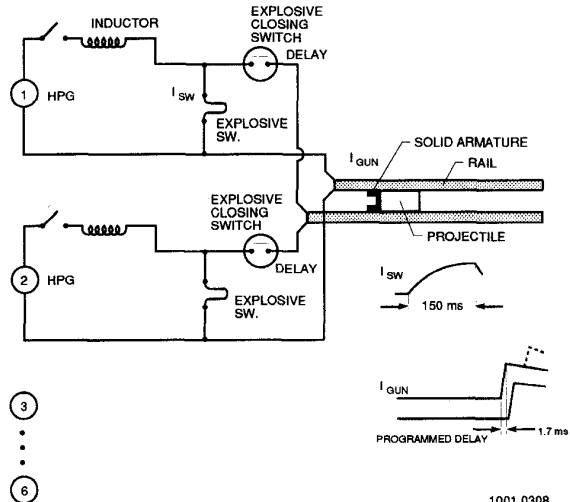 INDUCTOR
EXPLOSIVE
CLOSING
SWITCH
DELAY
1
HPG
I SW
EXPLOSIVE
SW.
I GUN
SOLID ARMATURE
RAIL
PROJECTILE
EXPLOSIVE
CLOSING
SWITCH
DELAY
2
HPG
EXPLOSIVE
SW.
I SW
150 ms
I GUN
1.7 ms
PROGRAMMED DELAY
3
6
1001.0308